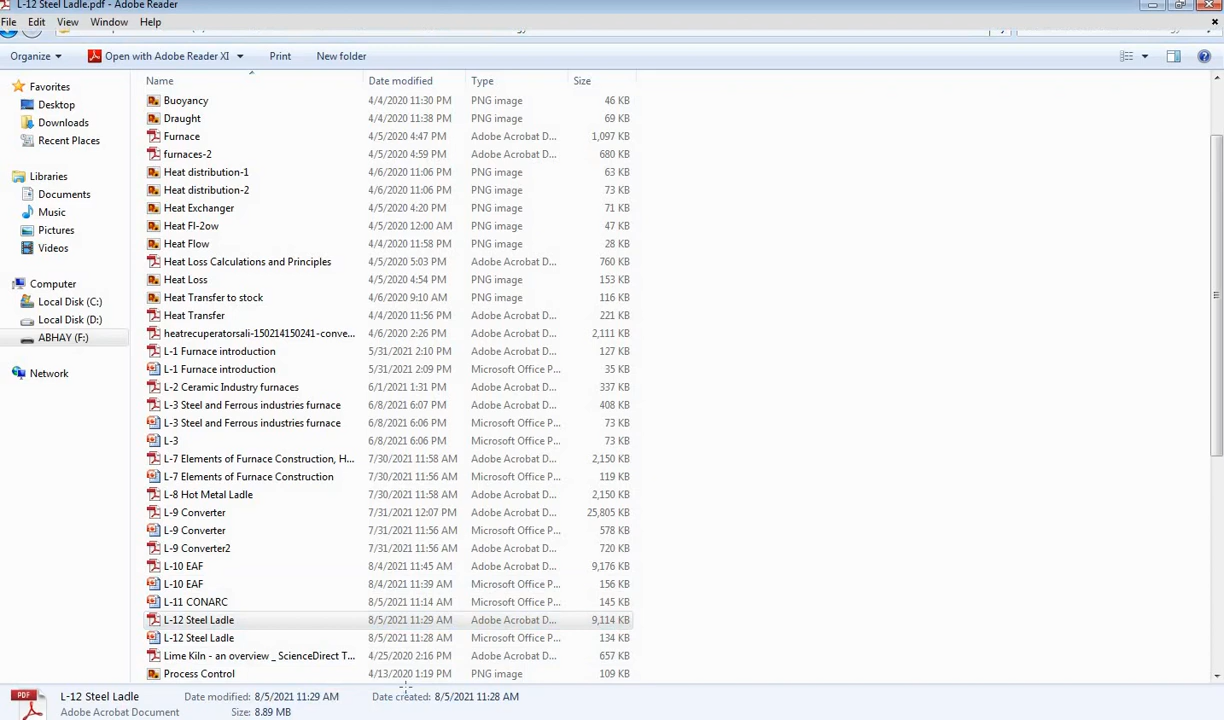 L-12 Steel Ladle.pdf - Adobe Reader
File Edit View Window Help
Organize Open with Adobe Reader XI Print New folder
Name Date modified Type Size
Favorites
Desktop
Downloads
Recent Places
Libraries
Documents
Music
Pictures
Videos
Computer
Local Disk (C:)
Local Disk (D:)
ABHAY (F:)
Network
Buoyancy 4/4/2020 11:30 PM PNG image 46 KB
Draught 4/4/2020 11:38 PM PNG image 69 KB
Furnace 4/5/2020 4:47 PM Adobe Acrobat D... 1,097 KB
furnaces-2 4/5/2020 4:59 PM Adobe Acrobat D... 680 KB
Heat distribution-1 4/6/2020 11:06 PM PNG image 63 KB
Heat distribution-2 4/6/2020 11:06 PM PNG image 73 KB
Heat Exchanger 4/5/2020 4:20 PM PNG image 71 KB
Heat Fl-2ow 4/5/2020 12:00 AM PNG image 47 KB
Heat Flow 4/4/2020 11:58 PM PNG image 28 KB
Heat Loss Calculations and Principles 4/5/2020 5:03 PM Adobe Acrobat D... 760 KB
Heat Loss 4/5/2020 4:54 PM PNG image 153 KB
Heat Transfer to stock 4/6/2020 9:10 AM PNG image 116 KB
Heat Transfer 4/4/2020 11:56 PM Adobe Acrobat D... 221 KB
heatrecuperatorsali-150214150241-conve... 4/6/2020 2:26 PM Adobe Acrobat D... 2,111 KB
L-1 Furnace introduction 5/31/2021 2:10 PM Adobe Acrobat D... 127 KB
L-1 Furnace introduction 5/31/2021 2:09 PM Microsoft Office P... 35 KB
L-2 Ceramic Industry furnaces 6/1/2021 1:31 PM Adobe Acrobat D... 337 KB
L-3 Steel and Ferrous industries furnace 6/8/2021 6:07 PM Adobe Acrobat D... 408 KB
L-3 Steel and Ferrous industries furnace 6/8/2021 6:06 PM Microsoft Office P... 73 KB
L-3 6/8/2021 6:06 PM Microsoft Office P... 73 KB
L-7 Elements of Furnace Construction, H... 7/30/2021 11:58 AM Adobe Acrobat D... 2,150 KB
L-7 Elements of Furnace Construction 7/30/2021 11:56 AM Microsoft Office P... 119 KB
L-8 Hot Metal Ladle 7/30/2021 11:58 AM Adobe Acrobat D... 2,150 KB
L-9 Converter 7/31/2021 12:07 PM Adobe Acrobat D... 25,805 KB
L-9 Converter 7/31/2021 11:56 AM Microsoft Office P... 578 KB
L-9 Converter2 7/31/2021 11:56 AM Adobe Acrobat D... 720 KB
L-10 EAF 8/4/2021 11:45 AM Adobe Acrobat D... 9,176 KB
L-10 EAF 8/4/2021 11:39 AM Microsoft Office P... 156 KB
L-11 CONARC 8/5/2021 11:14 AM Microsoft Office P... 145 KB
L-12 Steel Ladle 8/5/2021 11:29 AM Adobe Acrobat D... 9,114 KB
L-12 Steel Ladle 8/5/2021 11:28 AM Microsoft Office P... 134 KB
Lime Kiln - an overview _ ScienceDirect T... 4/25/2020 2:16 PM Adobe Acrobat D... 657 KB
Process Control 4/13/2020 1:19 PM PNG image 109 KB
L-12 Steel Ladle Date modified: 8/5/2021 11:29 AM Date created: 8/5/2021 11:28 AM
Adobe Acrobat Document Size: 8.89 MB
PDF